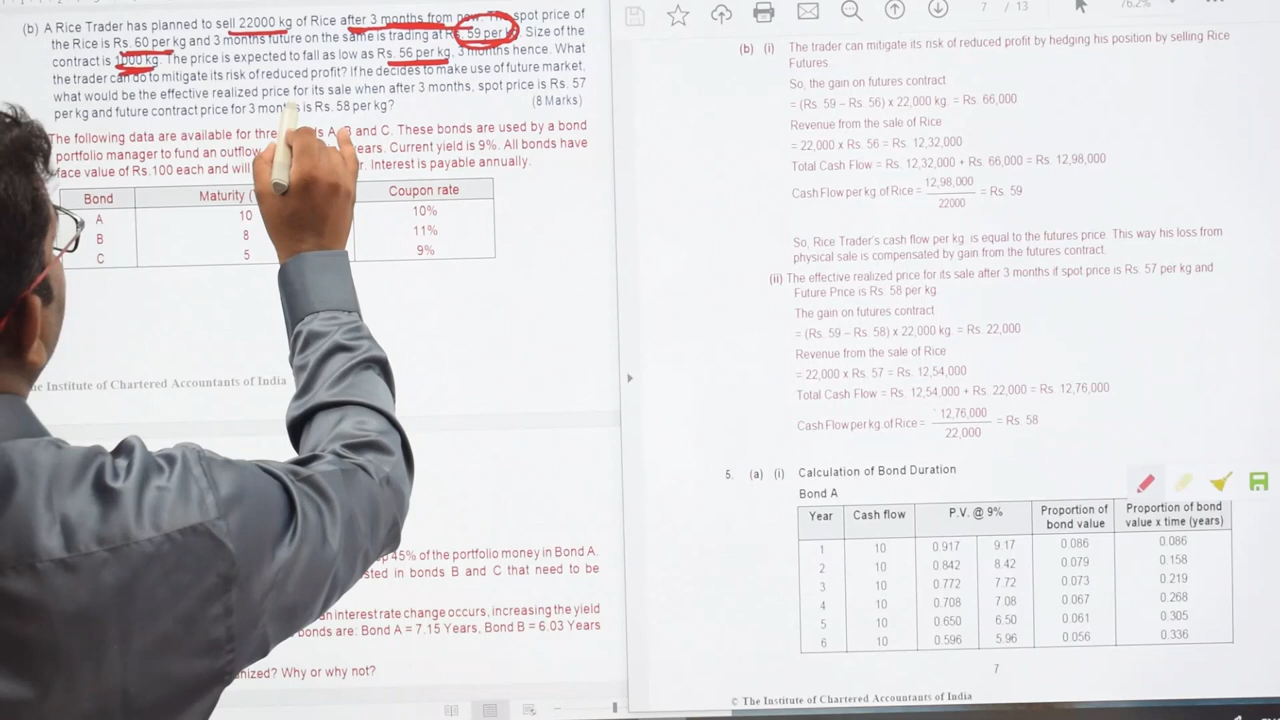 7 / 13
76.2%
(b) A Rice Trader has planned to sell 22000 kg of Rice after 3 months from now. The spot price of
the Rice is Rs. 60 per kg and 3 months future on the same is trading at Rs. 59 per kg. Size of the
contract is 1000 kg. The price is expected to fall as low as Rs. 56 per kg, 3 months hence. What
the trader can do to mitigate its risk of reduced profit? If he decides to make use of future market,
what would be the effective realized price for its sale when after 3 months, spot price is Rs. 57
per kg and future contract price for 3 months is Rs. 58 per kg?
(8 Marks)
The following data are available for A, B and C. These bonds are used by a bond
portfolio manager to fund an outflow years. Current yield is 9%. All bonds have
face value of Rs.100 each and will Interest is payable annually.
Bond Maturity ( Coupon rate
A 10 10%
B 8 11%
C 5 9%
Institute of Chartered Accountants of India
45% of the portfolio money in Bond A.
in bonds B and C that need to be
an interest rate change occurs, increasing the yield
bonds are: Bond A = 7.15 Years, Bond B = 6.03 Years
Why or why not?
(b) (i) The trader can mitigate its risk of reduced profit by hedging his position by selling Rice
Futures.
So, the gain on futures contract
= (Rs. 59 – Rs. 56) x 22,000 kg. = Rs. 66,000
Revenue from the sale of Rice
= 22,000 x Rs. 56 = Rs. 12,32,000
Total Cash Flow = Rs. 12,32,000 + Rs. 66,000 = Rs. 12,98,000
Cash Flow per kg of Rice = 12,98,000 / 22000 = Rs. 59
So, Rice Trader's cash flow per kg. is equal to the futures price. This way his loss from
physical sale is compensated by gain from the futures contract.
(ii) The effective realized price for its sale after 3 months if spot price is Rs. 57 per kg and
Future Price is Rs. 58 per kg
The gain on futures contract
= (Rs. 59 – Rs. 58) x 22,000 kg. = Rs. 22,000
Revenue from the sale of Rice
= 22,000 x Rs. 57 = Rs. 12,54,000
Total Cash Flow = Rs. 12,54,000 + Rs. 22,000 = Rs. 12,76,000
Cash Flow per kg. of Rice = 12,76,000 / 22,000 = Rs. 58
5. (a) (i) Calculation of Bond Duration
Bond A
Year Cash flow P.V. @ 9% Proportion of bond value Proportion of bond value x time (years)
1 10 0.917 9.17 0.086 0.086
2 10 0.842 8.42 0.079 0.158
3 10 0.772 7.72 0.073 0.219
4 10 0.708 7.08 0.067 0.268
5 10 0.650 6.50 0.061 0.305
6 10 0.596 5.96 0.056 0.336
7
© The Institute of Chartered Accountants of India